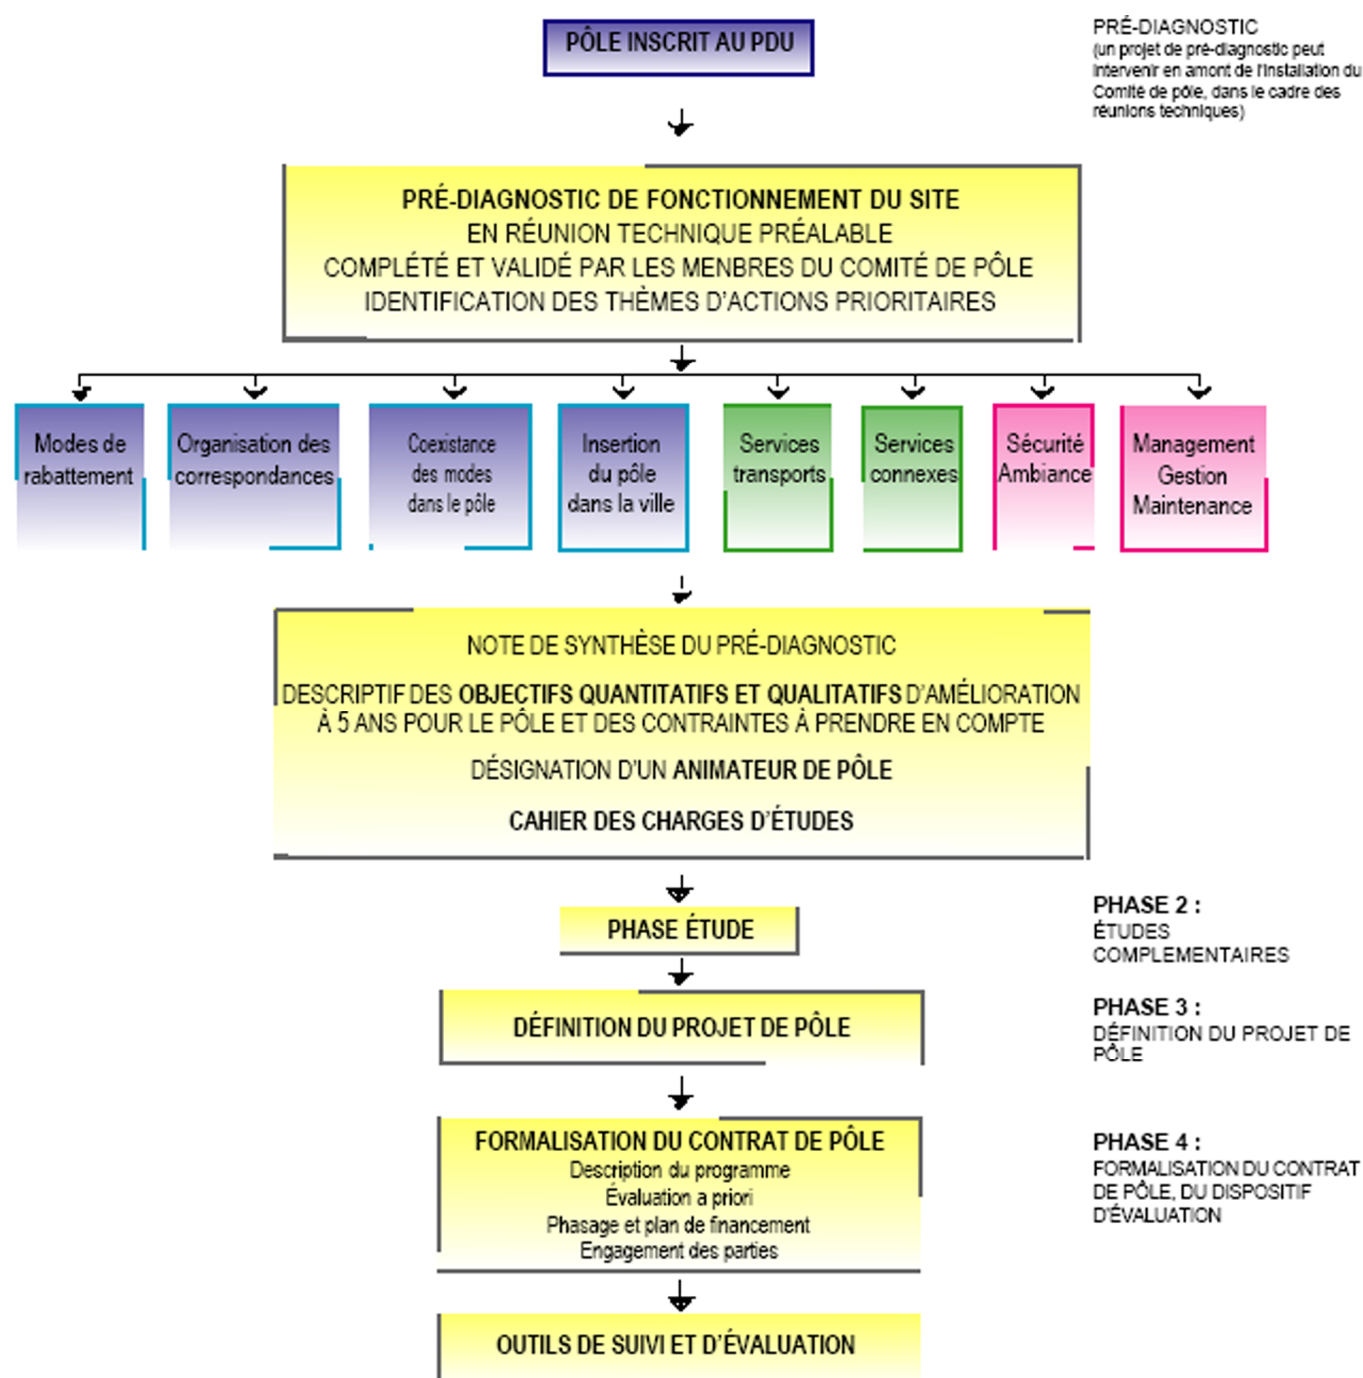 PÔLE INSCRIT AU PDU
PRÉ-DIAGNOSTIC
(un projet de pré-diagnostic peut
intervenir en amont de l'installation du
Comité de pôle, dans le cadre des
réunions techniques)
PRÉ-DIAGNOSTIC DE FONCTIONNEMENT DU SITE
EN RÉUNION TECHNIQUE PRÉALABLE
COMPLÉTÉ ET VALIDÉ PAR LES MENBRES DU COMITÉ DE PÔLE
IDENTIFICATION DES THÈMES D'ACTIONS PRIORITAIRES
Modes de
rabattement
Organisation des
correspondances
Coexistance
des modes
dans le pôle
Insertion
du pôle
dans la ville
Services
transports
Services
connexes
Sécurité
Ambiance
Management
Gestion
Maintenance
NOTE DE SYNTHÈSE DU PRÉ-DIAGNOSTIC
DESCRIPTIF DES OBJECTIFS QUANTITATIFS ET QUALITATIFS D'AMÉLIORATION
À 5 ANS POUR LE PÔLE ET DES CONTRAINTES À PRENDRE EN COMPTE
DÉSIGNATION D'UN ANIMATEUR DE PÔLE
CAHIER DES CHARGES D'ÉTUDES
PHASE ÉTUDE
PHASE 2 :
ÉTUDES
COMPLEMENTAIRES
DÉFINITION DU PROJET DE PÔLE
PHASE 3 :
DÉFINITION DU PROJET DE
PÔLE
FORMALISATION DU CONTRAT DE PÔLE
Description du programme
Évaluation a priori
Phasage et plan de financement
Engagement des parties
PHASE 4 :
FORMALISATION DU CONTRAT
DE PÔLE, DU DISPOSITIF
D'ÉVALUATION
OUTILS DE SUIVI ET D'ÉVALUATION